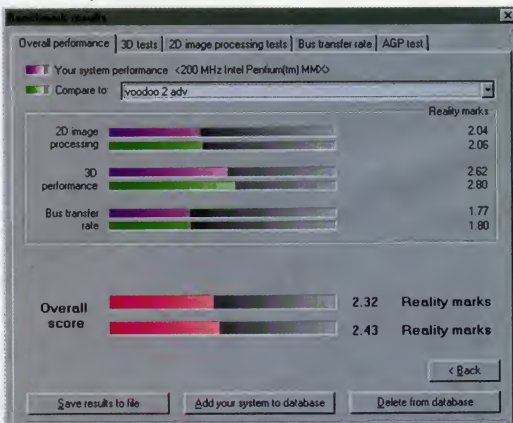 Benchmark results
Overall performance | 3D tests | 2D image processing tests | Bus transfer rate | AGP test
Your system performance <200 MHz Intel Pentium(tm) MMX>
Compare to: voodoo 2 adv
Reality marks
2D image processing 2.04
2.06
3D performance 2.62
2.80
Bus transfer rate 1.77
1.80
Overall score 2.32 Reality marks
2.43 Reality marks
< Back
Save results to file Add your system to database Delete from database